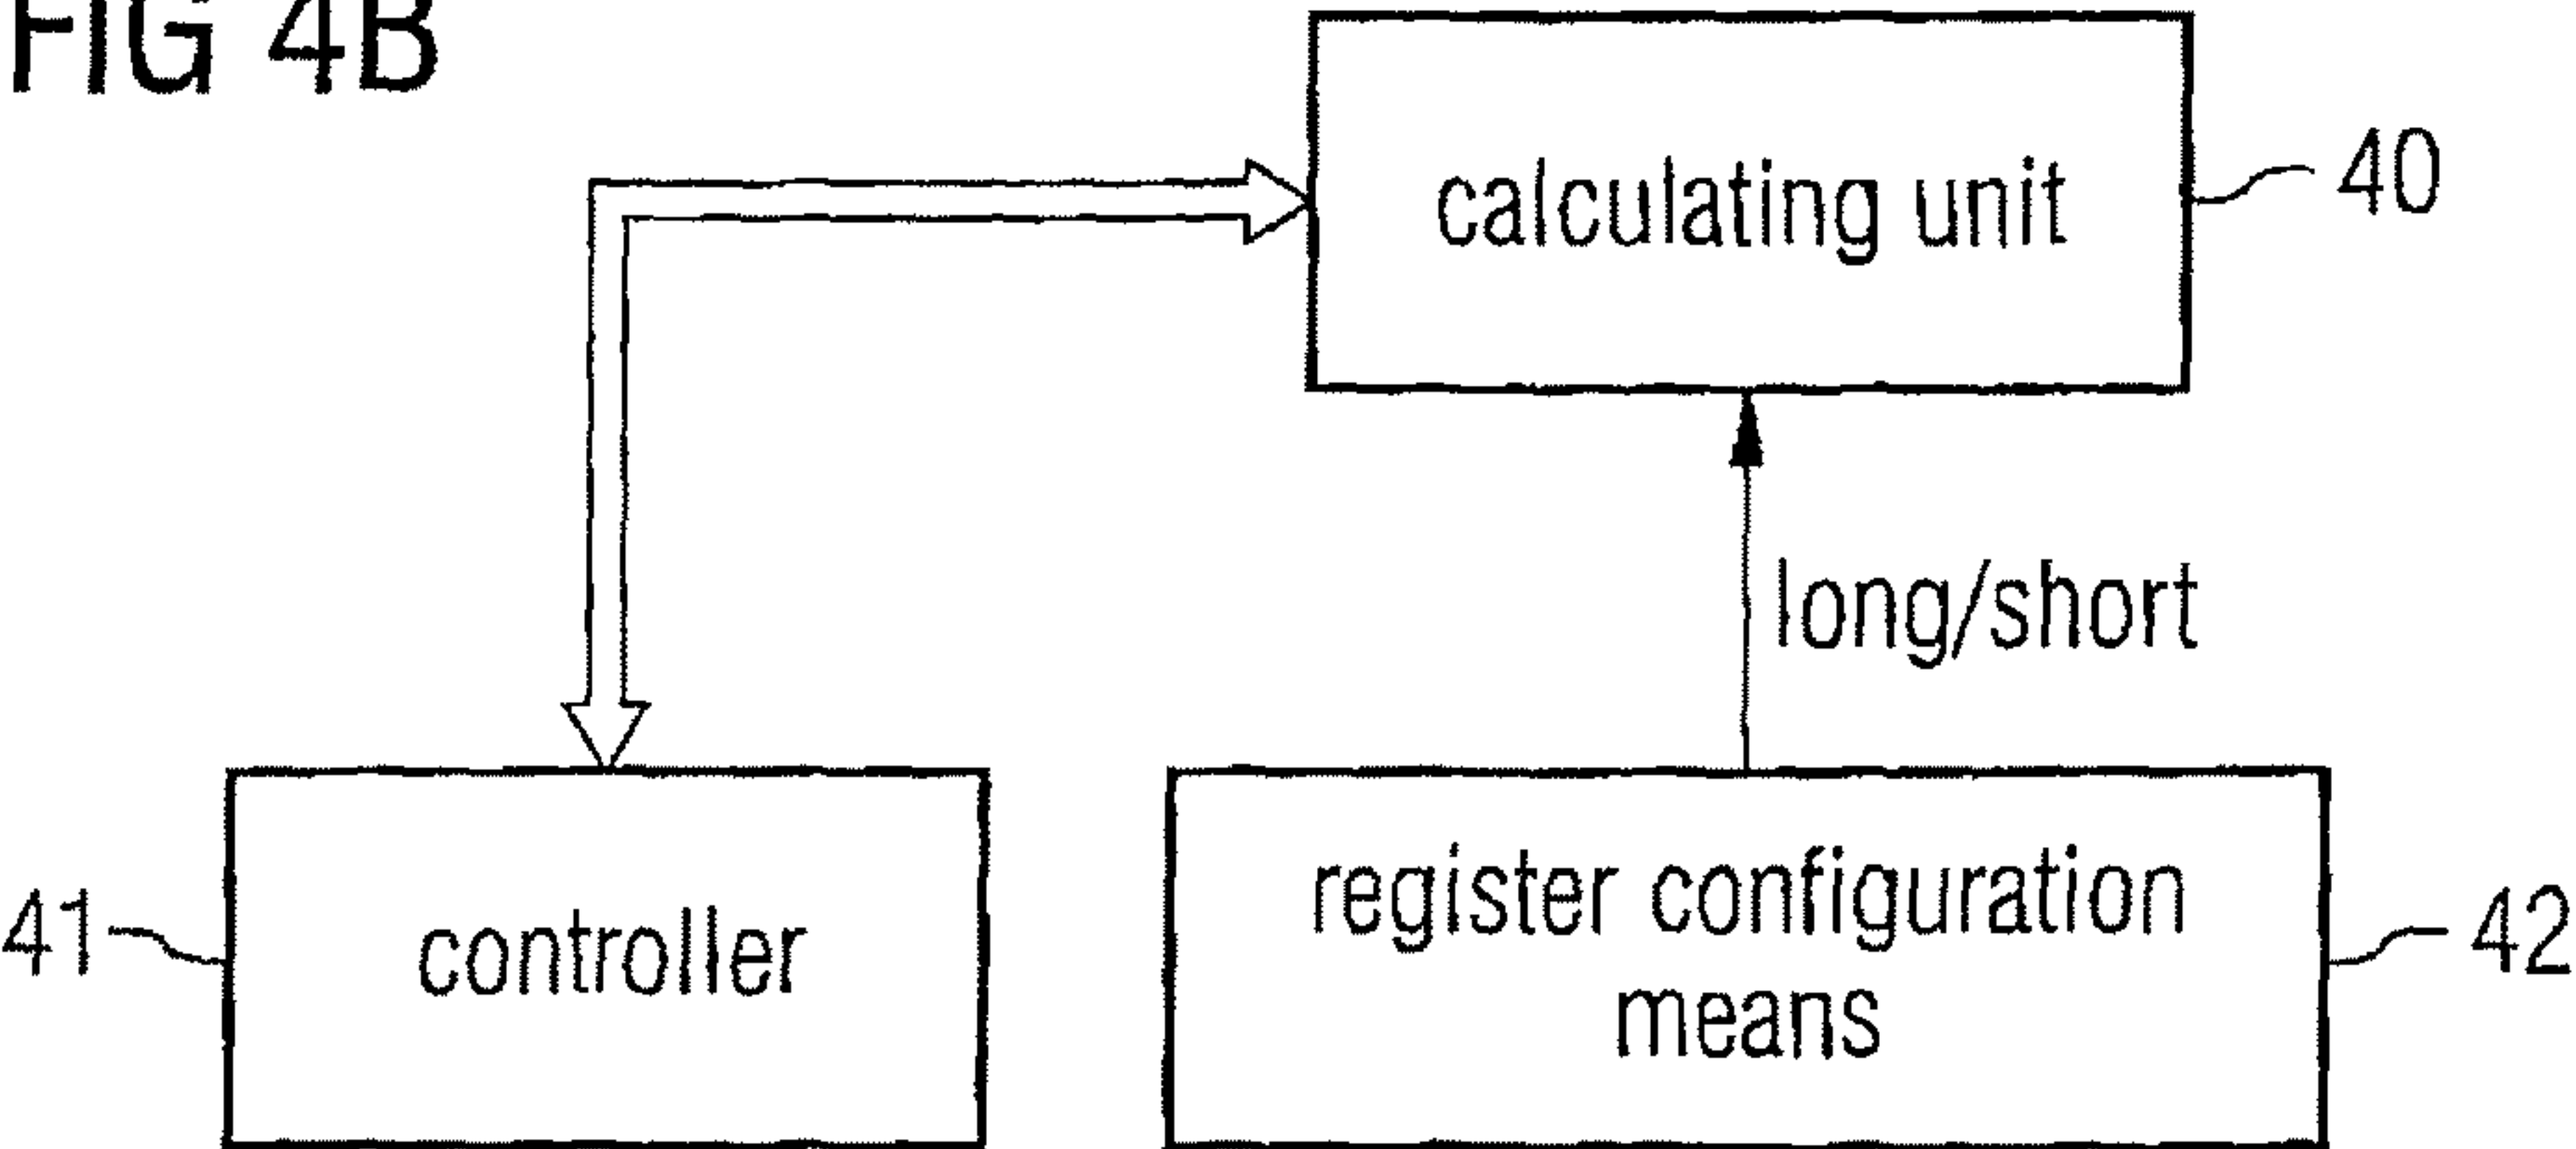 FIG 4B
calculating unit
40
long/short
41
controller
register configuration
means
42